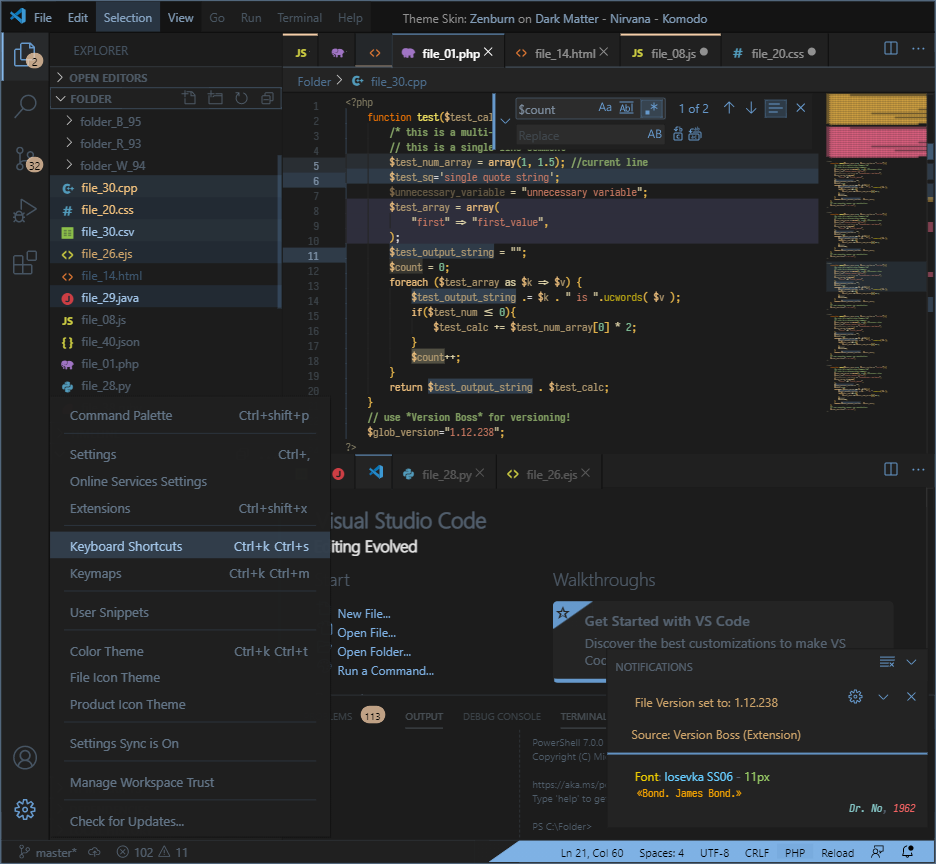 File Edit Selection View Go Run Terminal Help
Theme Skin: Zenburn on Dark Matter - Nirvana - Komodo
2
EXPLORER
OPEN EDITORS
FOLDER
folder_B_95
folder_R_93
folder_W_94
32
file_30.cpp
file_20.css
file_30.csv
file_26.ejs
file_14.html
file_29.java
JS file_08.js
file_40.json
file_01.php
file_28.py
JS
file_01.php
file_14.html
JS file_08.js
# file_20.css
Folder > file_30.cpp
$count
Aa Abl .*
1 of 2
Replace
AB
1 <?php
2 function test($test_cal
3 /* this is a multi-
4 // this is a single line comment
5 $test_num_array = array(1, 1.5); //current line
6 $test_sq='single quote string';
7 $unnecessary_variable = "unnecessary variable";
8 $test_array = array(
9 "first" => "first_value",
10 );
11 $test_output_string = "";
12 $count = 0;
13 foreach ($test_array as $k => $v) {
14 $test_output_string .= $k . " is ".ucwords( $v );
15 if($test_num ≤ 0){
16 $test_calc += $test_num_array[0] * 2;
17 }
18 $count++;
19 }
20 return $test_output_string . $test_calc;
}
// use *Version Boss* for versioning!
$glob_version="1.12.238";
?>
Command Palette Ctrl+shift+p
Settings Ctrl+,
Online Services Settings
Extensions Ctrl+shift+x
Keyboard Shortcuts Ctrl+k Ctrl+s
Keymaps Ctrl+k Ctrl+m
User Snippets
Color Theme Ctrl+k Ctrl+t
File Icon Theme
Product Icon Theme
Settings Sync is On
Manage Workspace Trust
Check for Updates...
J
file_28.py
file_26.ejs
isual Studio Code
iting Evolved
art
New File...
Open File...
Open Folder...
Run a Command...
Walkthroughs
Get Started with VS Code
Discover the best customizations to make VS
Coc
NOTIFICATIONS
File Version set to: 1.12.238
Source: Version Boss (Extension)
Font: Iosevka SS06 - 11px
«Bond. James Bond.»
Dr. No, 1962
LEMS 113 OUTPUT DEBUG CONSOLE TERMINAL
PowerShell 7.0.0
Copyright (C) Mi
https://aka.ms/p
Type 'help' to ge
PS C:\Folder>
master* 102 11
Ln 21, Col 60 Spaces: 4 UTF-8 CRLF PHP Reload